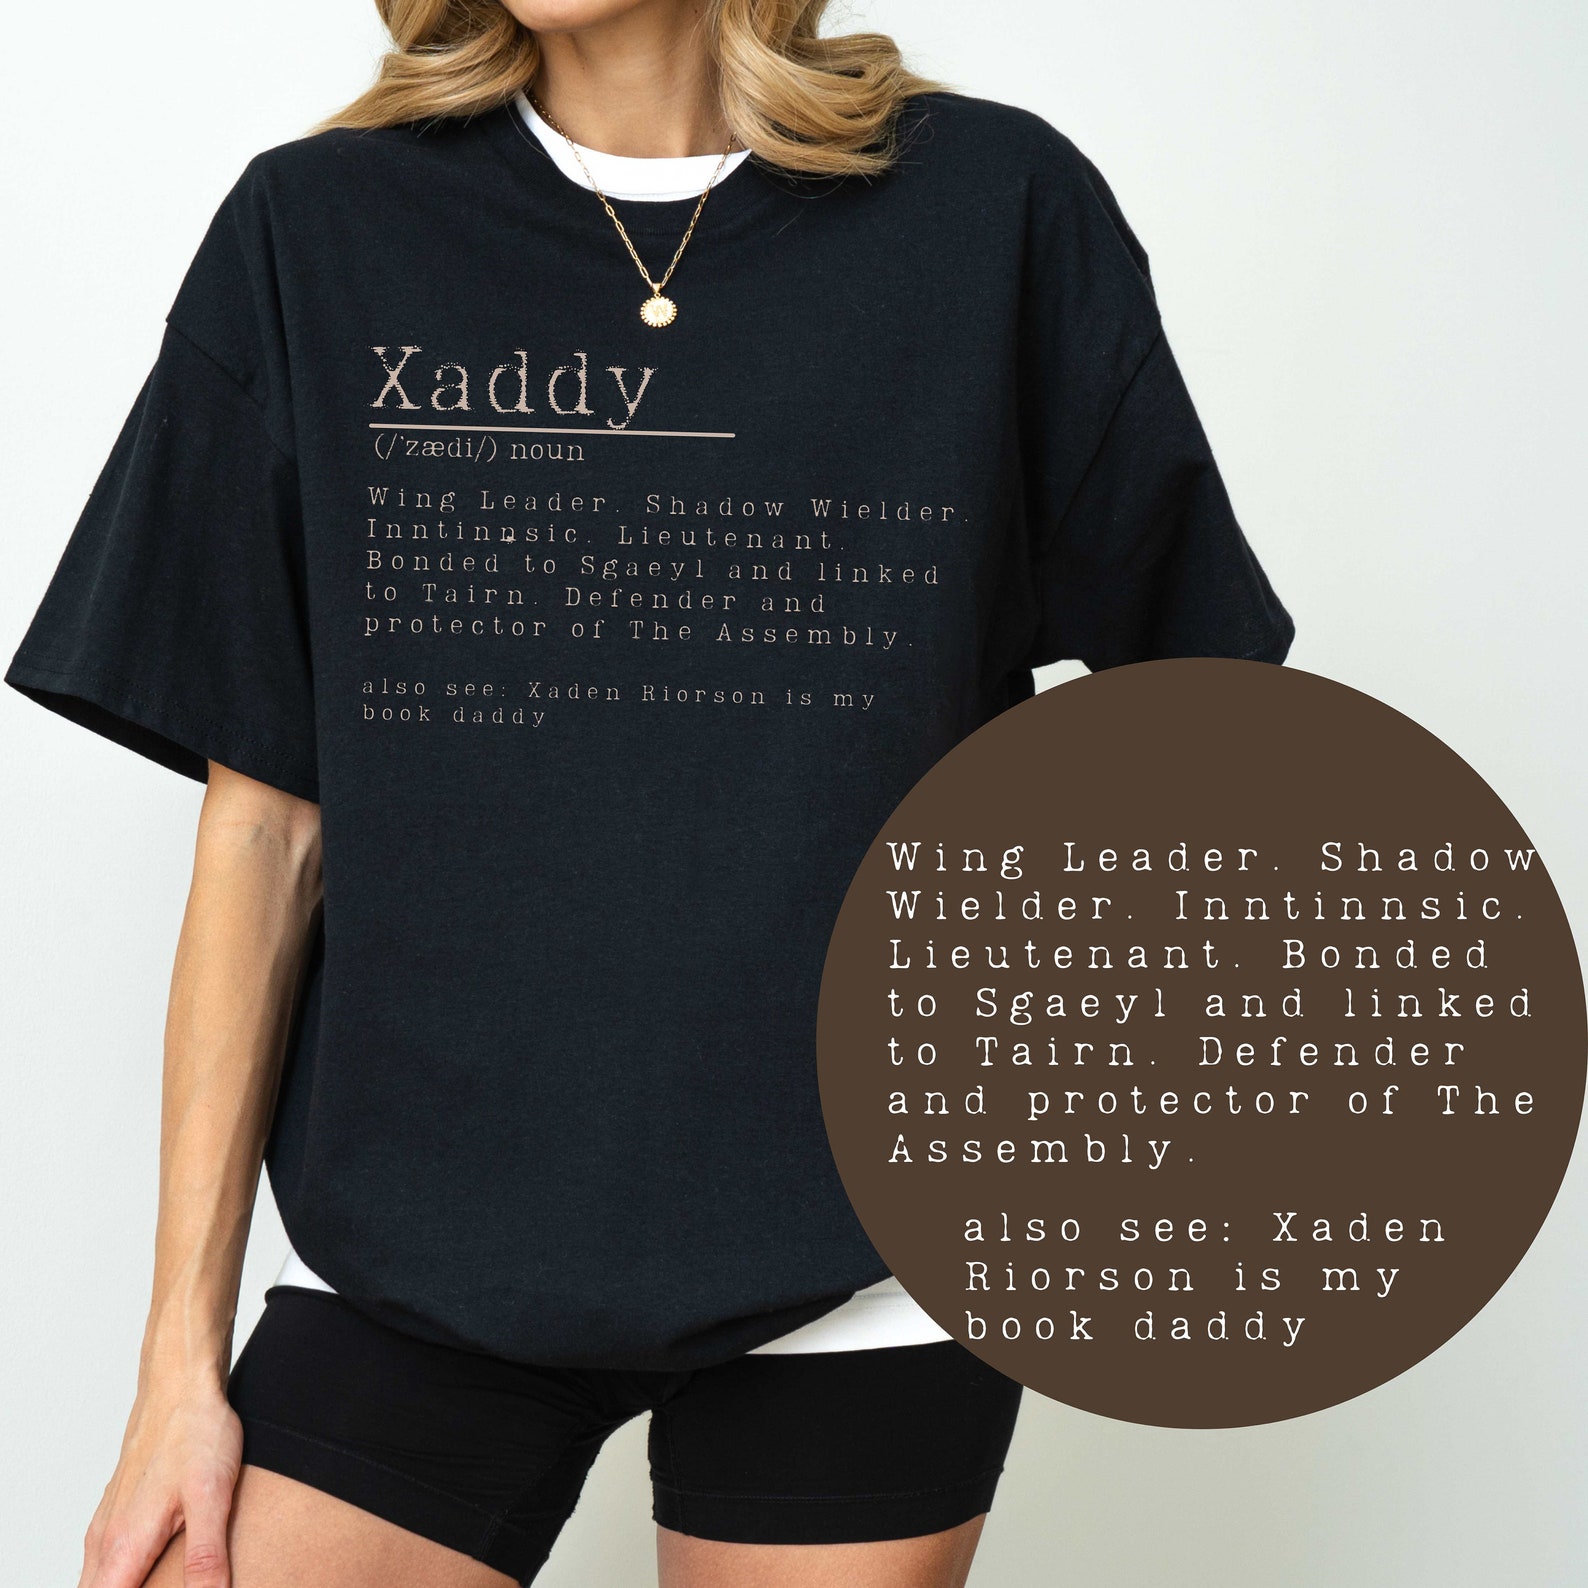 Xaddy
(/'zædi/) noun
Wing Leader. Shadow Wielder.
Inntinnsic. Lieutenant.
Bonded to Sgaeyl and linked
to Tairn. Defender and
protector of The Assembly.
also see: Xaden Riorson is my
book daddy
Wing Leader. Shadow
Wielder. Inntinnsic.
Lieutenant. Bonded
to Sgaeyl and linked
to Tairn. Defender
and protector of The
Assembly.
also see: Xaden
Riorson is my
book daddy